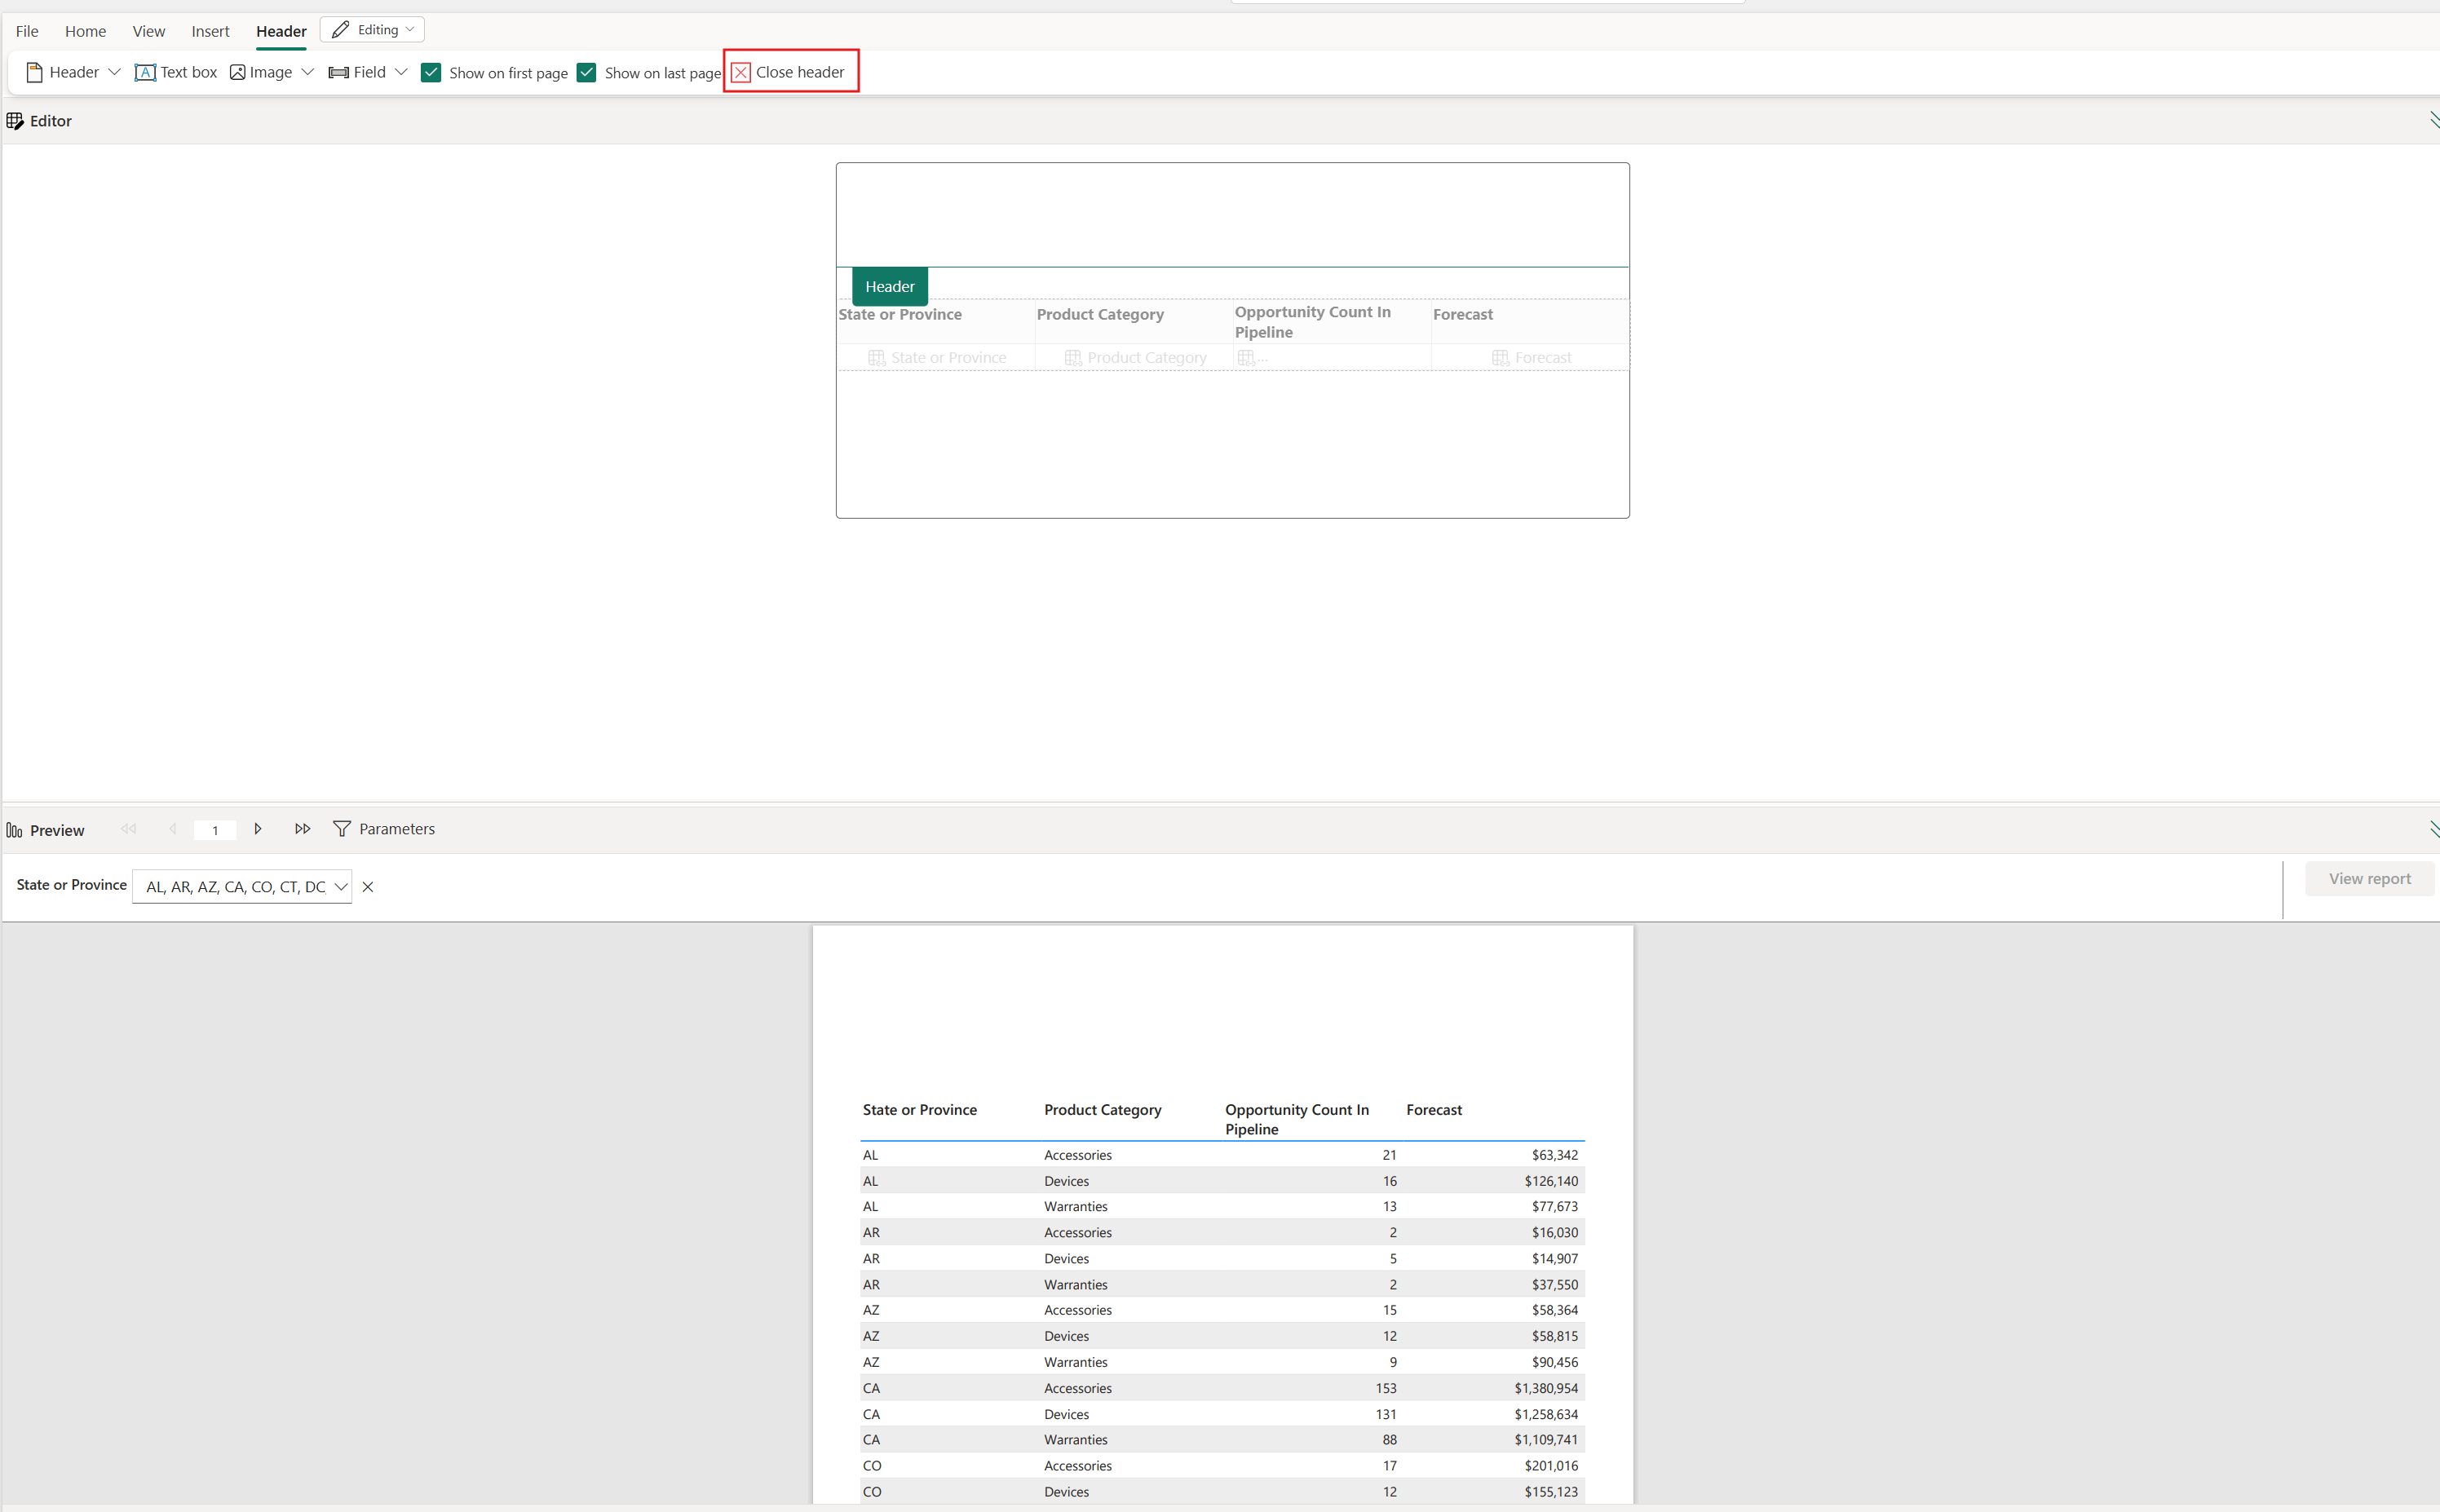 File Home View Insert Header Editing
Header Text box Image Field Show on first page Show on last page Close header
Editor
Header
State or Province Product Category Opportunity Count In Forecast
Pipeline
State or Province Product Category ... Forecast
Preview 1 Parameters
State or Province AL, AR, AZ, CA, CO, CT, DC View report
State or Province Product Category Opportunity Count In Forecast
Pipeline
AL Accessories 21 $63,342
AL Devices 16 $126,140
AL Warranties 13 $77,673
AR Accessories 2 $16,030
AR Devices 5 $14,907
AR Warranties 2 $37,550
AZ Accessories 15 $58,364
AZ Devices 12 $58,815
AZ Warranties 9 $90,456
CA Accessories 153 $1,380,954
CA Devices 131 $1,258,634
CA Warranties 88 $1,109,741
CO Accessories 17 $201,016
CO Devices 12 $155,123